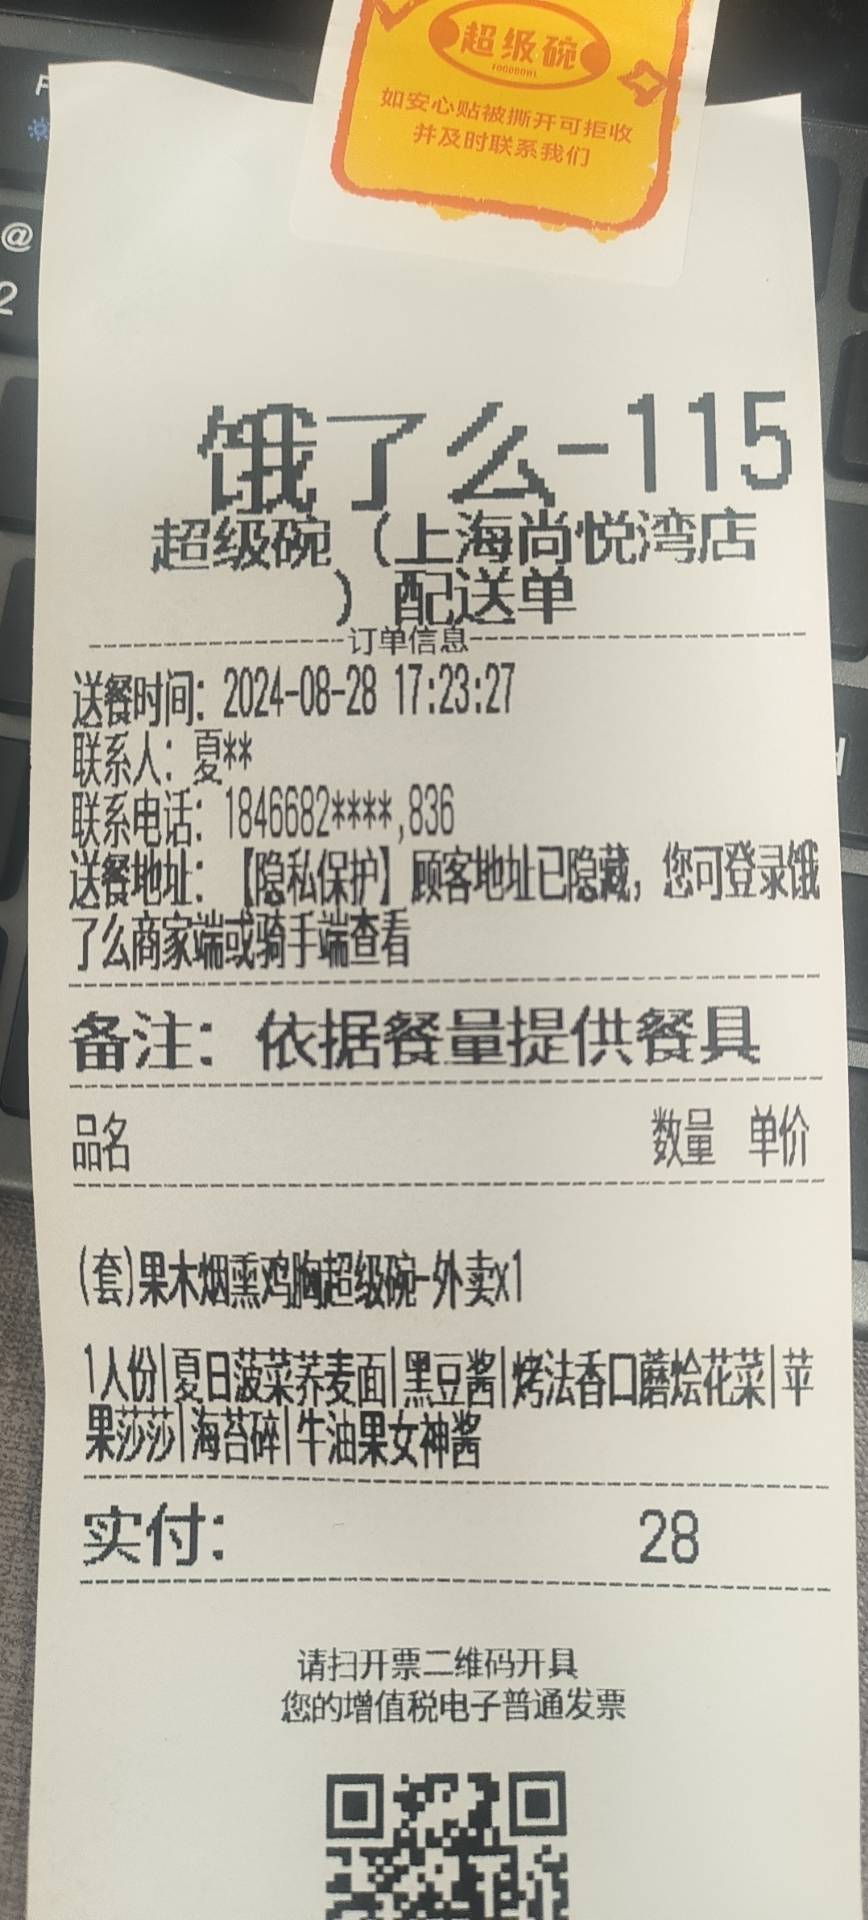 超级碗
FOODBOWL
如安心贴被撕开可拒收
并及时联系我们
@
2
饿了么-115
超级碗（上海尚悦湾店
）配送单
订单信息
送餐时间：2024-08-28 17:23:27
联系人：夏**
联系电话：1846682****,836
送餐地址：【隐私保护】顾客地址已隐藏，您可登录饿
了么商家端或骑手端查看
备注：依据餐量提供餐具
品名 数量 单价
(套)果木烟熏鸡胸超级碗-外卖x1
1人份|夏日菠菜荞麦面|黑豆酱|烤法香口蘑烩花菜|苹
果莎莎|海苔碎|牛油果女神酱
实付： 28
请扫开票二维码开具
您的增值税电子普通发票